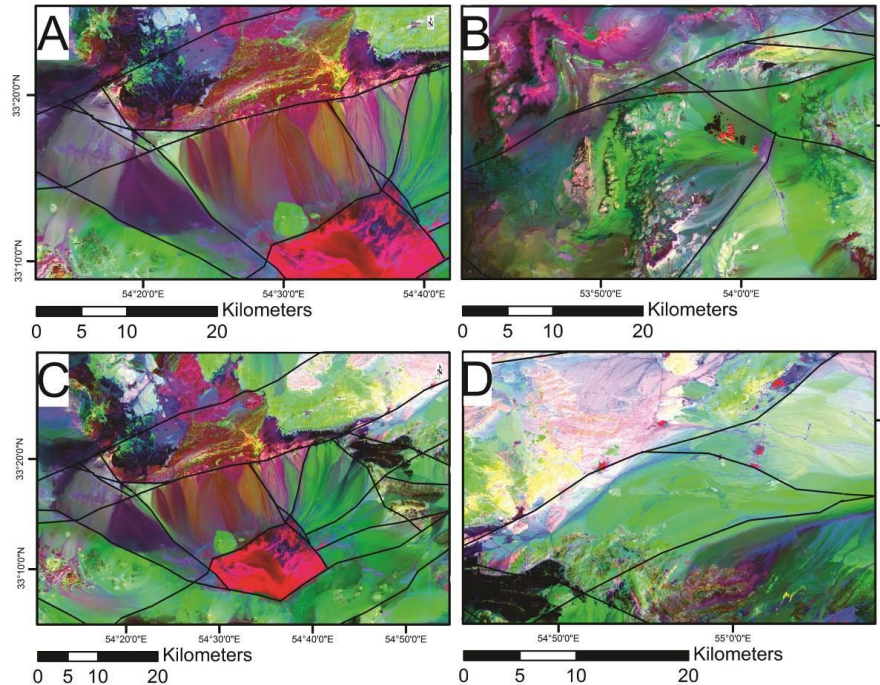 A
B
33°20'0"N
33°10'0"N
54°20'0"E 54°30'0"E 54°40'0"E
53°50'0"E 54°0'0"E
Kilometers
0 5 10 20
Kilometers
0 5 10 20
C
D
33°20'0"N
33°10'0"N
54°20'0"E 54°30'0"E 54°40'0"E 54°50'0"E
54°50'0"E 55°0'0"E
Kilometers
0 5 10 20
Kilometers
0 5 10 20